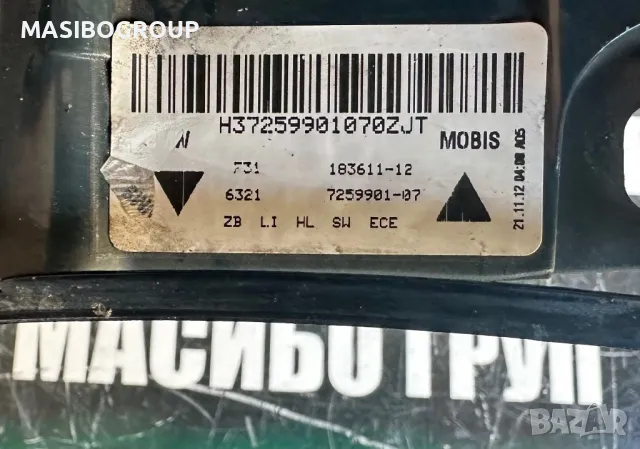 MASIBOGROUP
H37259901070ZJT
MOBIS
F31 183611-12
6321 7259901-07
ZB LI HL SW ECE
21.11.12 04:08 A05
МАСИБО ГРУП
BAZAR